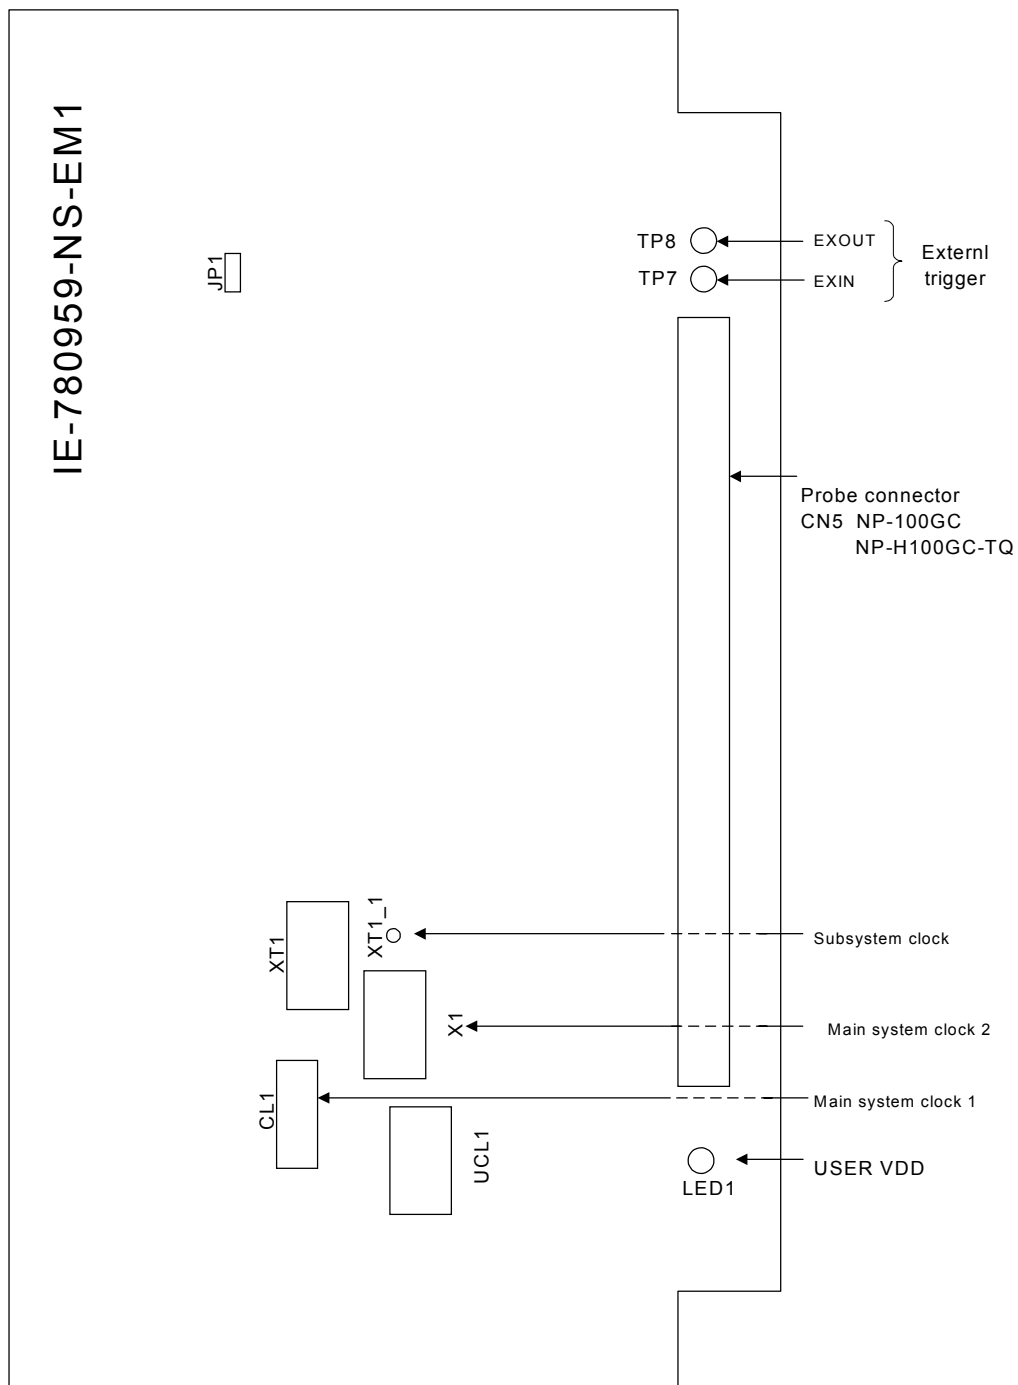 IE-780959-NS-EM1
JP1
TP8
EXOUT
TP7
EXIN
Externl
trigger
Probe connector
CN5 NP-100GC
NP-H100GC-TQ
XT1
XT1_1
Subsystem clock
X1
Main system clock 2
CL1
Main system clock 1
UCL1
LED1
USER VDD